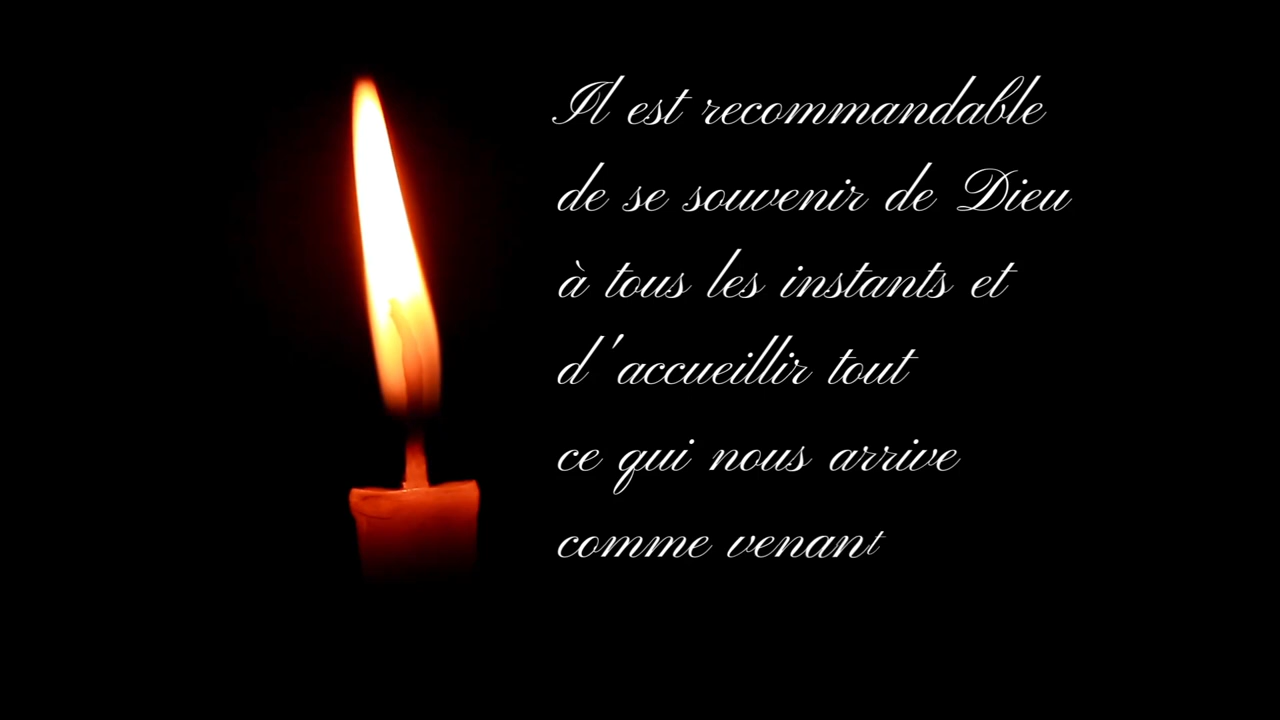 Il est recommandable
de se souvenir de Dieu
à tous les instants et
d'accueillir tout
ce qui nous arrive
comme venant